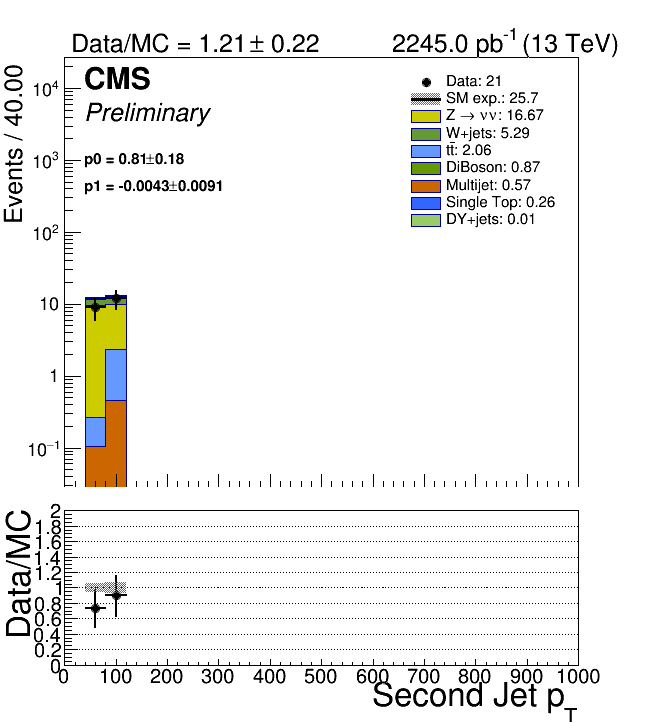 Data/MC = 1.21 ± 0.22 2245.0 pb⁻¹ (13 TeV)
CMS
Preliminary
p0 = 0.81±0.18
p1 = -0.0043±0.0091
Data: 21
SM exp.: 25.7
Z → νν: 16.67
W+jets: 5.29
tt̄: 2.06
DiBoson: 0.87
Multijet: 0.57
Single Top: 0.26
DY+jets: 0.01
Events / 40.00
10⁴
10³
10²
10
1
10⁻¹
Data/MC
2
1.8
1.6
1.4
1.2
1
0.8
0.6
0.4
0.2
0
0 100 200 300 400 500 600 700 800 900 1000
Second Jet p_T